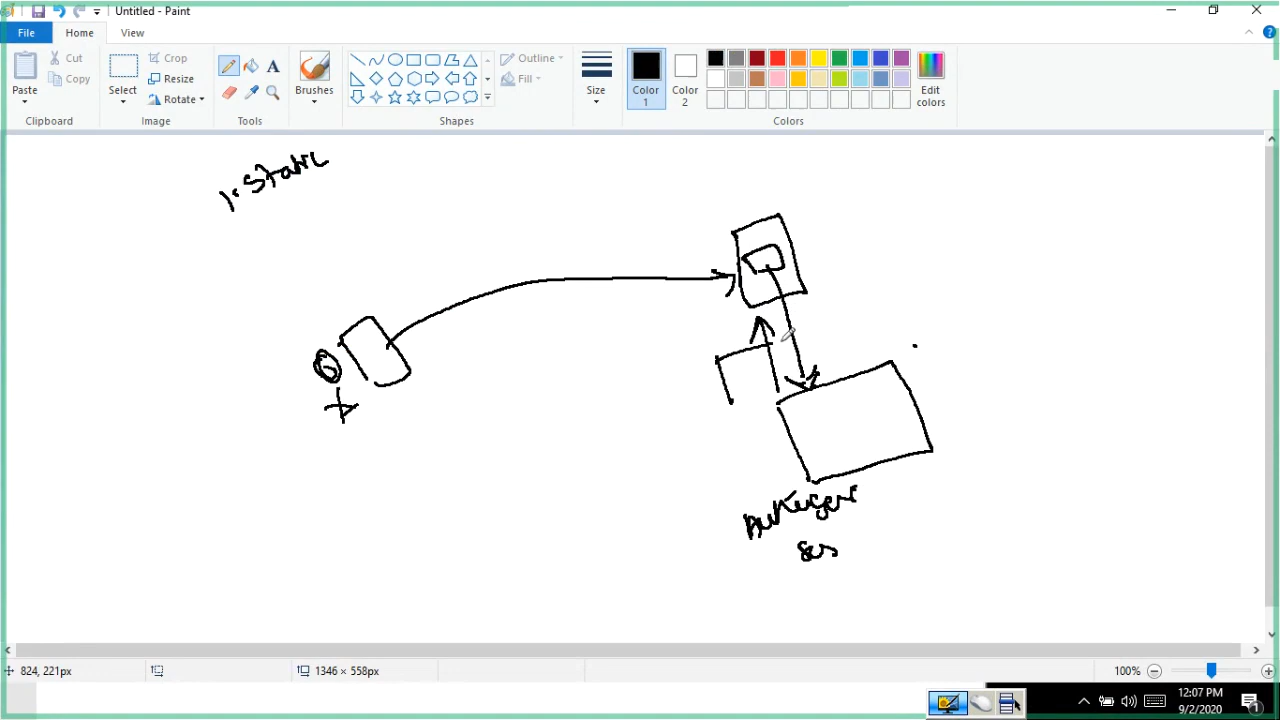 Untitled - Paint
File Home View
Paste Cut Copy Select Crop Resize Rotate Brushes Outline Fill Size Color 1 Color 2 Edit colors
Clipboard Image Tools Shapes Colors
1. Static
824, 221px 1346 × 558px 100%
12:07 PM
9/2/2020